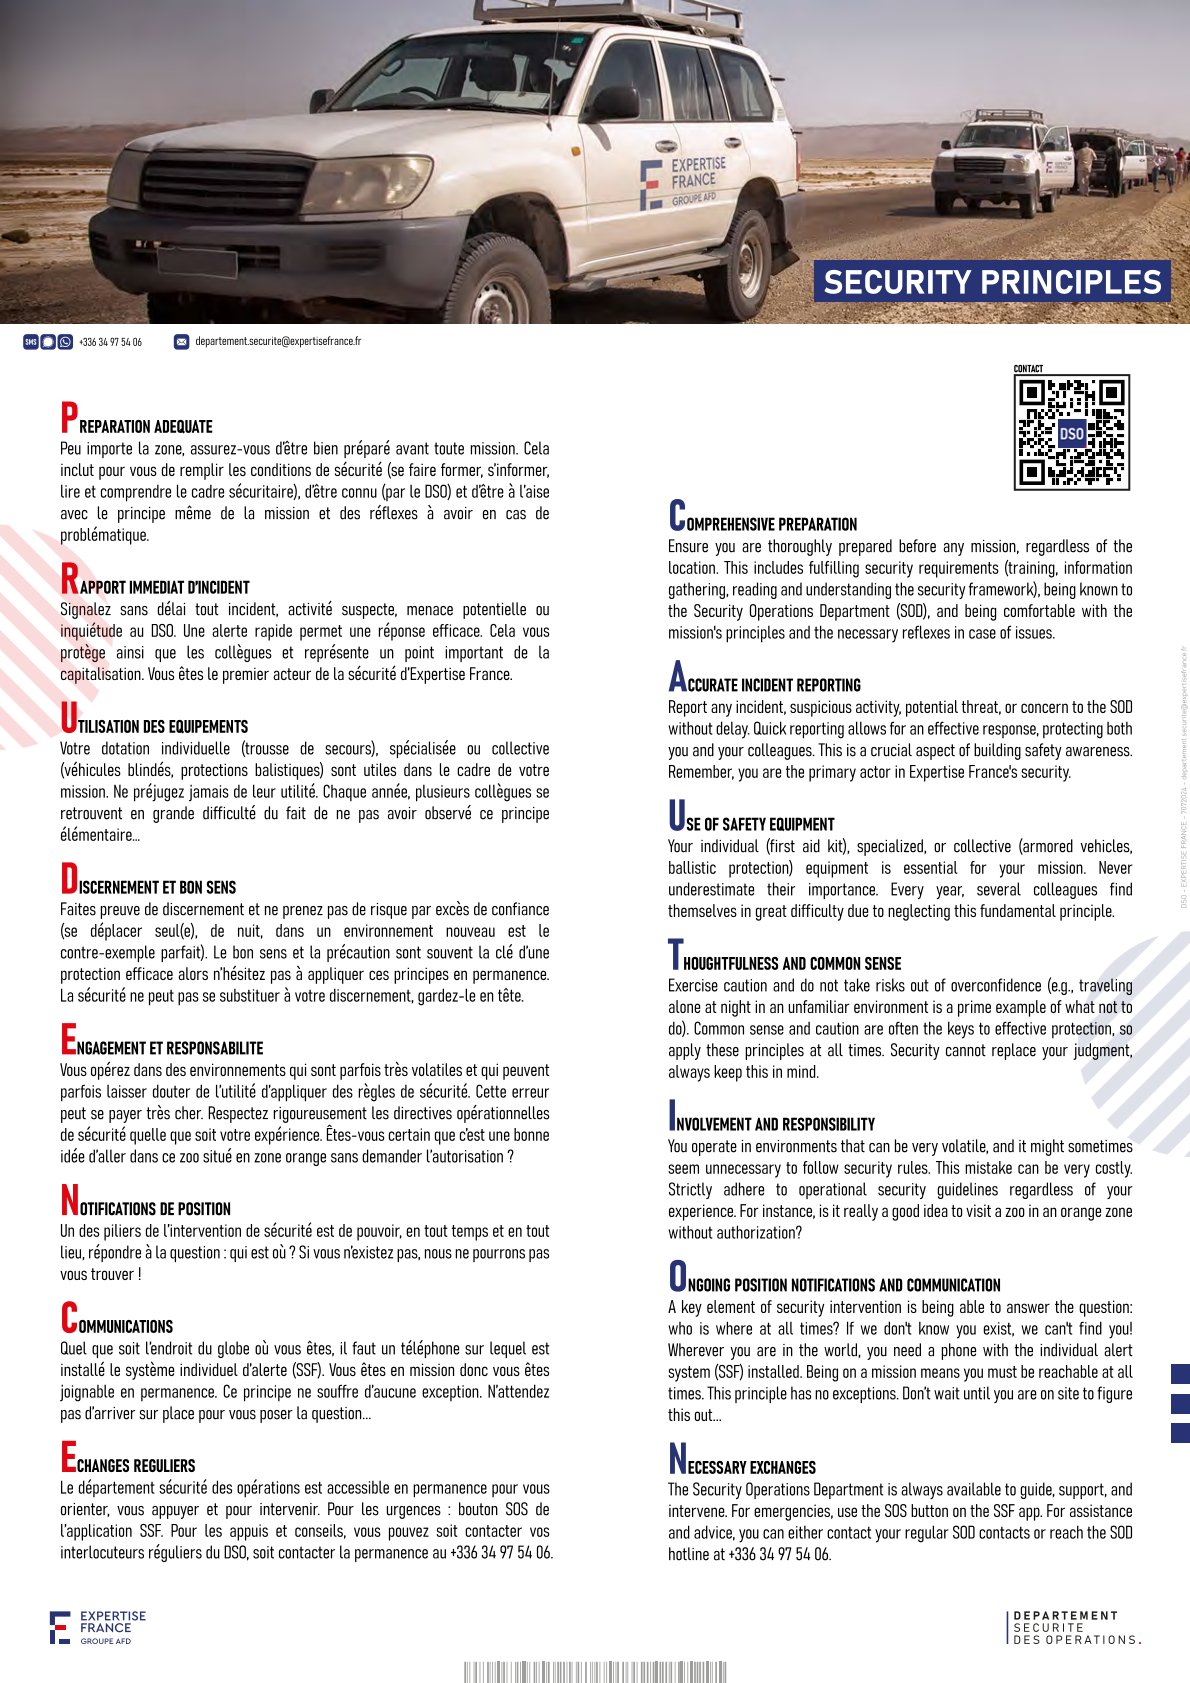 EXPERTISE
FRANCE
GROUPE AFD
SECURITY PRINCIPLES
SMS
+336 34 97 54 06
departement.securite@expertisefrance.fr
CONTACT
DSO
PREPARATION ADEQUATE
Peu importe la zone, assurez-vous d'être bien préparé avant toute mission. Cela
inclut pour vous de remplir les conditions de sécurité (se faire former, s'informer,
lire et comprendre le cadre sécuritaire), d'être connu (par le DSO) et d'être à l'aise
avec le principe même de la mission et des réflexes à avoir en cas de
problématique.
RAPPORT IMMEDIAT D'INCIDENT
Signalez sans délai tout incident, activité suspecte, menace potentielle ou
inquiétude au DSO. Une alerte rapide permet une réponse efficace. Cela vous
protège ainsi que les collègues et représente un point important de la
capitalisation. Vous êtes le premier acteur de la sécurité d'Expertise France.
UTILISATION DES EQUIPEMENTS
Votre dotation individuelle (trousse de secours), spécialisée ou collective
(véhicules blindés, protections balistiques) sont utiles dans le cadre de votre
mission. Ne préjugez jamais de leur utilité. Chaque année, plusieurs collègues se
retrouvent en grande difficulté du fait de ne pas avoir observé ce principe
élémentaire...
DISCERNEMENT ET BON SENS
Faites preuve de discernement et ne prenez pas de risque par excès de confiance
(se déplacer seul(e), de nuit, dans un environnement nouveau est le
contre-exemple parfait). Le bon sens et la précaution sont souvent la clé d'une
protection efficace alors n'hésitez pas à appliquer ces principes en permanence.
La sécurité ne peut pas se substituer à votre discernement, gardez-le en tête.
ENGAGEMENT ET RESPONSABILITE
Vous opérez dans des environnements qui sont parfois très volatiles et qui peuvent
parfois laisser douter de l'utilité d'appliquer des règles de sécurité. Cette erreur
peut se payer très cher. Respectez rigoureusement les directives opérationnelles
de sécurité quelle que soit votre expérience. Êtes-vous certain que c'est une bonne
idée d'aller dans ce zoo situé en zone orange sans demander l'autorisation ?
NOTIFICATIONS DE POSITION
Un des piliers de l'intervention de sécurité est de pouvoir, en tout temps et en tout
lieu, répondre à la question : qui est où ? Si vous n'existez pas, nous ne pourrons pas
vous trouver !
COMMUNICATIONS
Quel que soit l'endroit du globe où vous êtes, il faut un téléphone sur lequel est
installé le système individuel d'alerte (SSF). Vous êtes en mission donc vous êtes
joignable en permanence. Ce principe ne souffre d'aucune exception. N'attendez
pas d'arriver sur place pour vous poser la question...
ECHANGES REGULIERS
Le département sécurité des opérations est accessible en permanence pour vous
orienter, vous appuyer et pour intervenir. Pour les urgences : bouton SOS de
l'application SSF. Pour les appuis et conseils, vous pouvez soit contacter vos
interlocuteurs réguliers du DSO, soit contacter la permanence au +336 34 97 54 06.
COMPREHENSIVE PREPARATION
Ensure you are thoroughly prepared before any mission, regardless of the
location. This includes fulfilling security requirements (training, information
gathering, reading and understanding the security framework), being known to
the Security Operations Department (SOD), and being comfortable with the
mission's principles and the necessary reflexes in case of issues.
ACCURATE INCIDENT REPORTING
Report any incident, suspicious activity, potential threat, or concern to the SOD
without delay. Quick reporting allows for an effective response, protecting both
you and your colleagues. This is a crucial aspect of building safety awareness.
Remember, you are the primary actor in Expertise France's security.
USE OF SAFETY EQUIPMENT
Your individual (first aid kit), specialized, or collective (armored vehicles,
ballistic protection) equipment is essential for your mission. Never
underestimate their importance. Every year, several colleagues find
themselves in great difficulty due to neglecting this fundamental principle.
THOUGHTFULNESS AND COMMON SENSE
Exercise caution and do not take risks out of overconfidence (e.g., traveling
alone at night in an unfamiliar environment is a prime example of what not to
do). Common sense and caution are often the keys to effective protection, so
apply these principles at all times. Security cannot replace your judgment,
always keep this in mind.
INVOLVEMENT AND RESPONSIBILITY
You operate in environments that can be very volatile, and it might sometimes
seem unnecessary to follow security rules. This mistake can be very costly.
Strictly adhere to operational security guidelines regardless of your
experience. For instance, is it really a good idea to visit a zoo in an orange zone
without authorization?
ONGOING POSITION NOTIFICATIONS AND COMMUNICATION
A key element of security intervention is being able to answer the question:
who is where at all times? If we don't know you exist, we can't find you!
Wherever you are in the world, you need a phone with the individual alert
system (SSF) installed. Being on a mission means you must be reachable at all
times. This principle has no exceptions. Don't wait until you are on site to figure
this out...
NECESSARY EXCHANGES
The Security Operations Department is always available to guide, support, and
intervene. For emergencies, use the SOS button on the SSF app. For assistance
and advice, you can either contact your regular SOD contacts or reach the SOD
hotline at +336 34 97 54 06.
DSO - EXPERTISE FRANCE - 7072024 - departement.securite@expertisefrance.fr
EXPERTISE
FRANCE
GROUPE AFD
DEPARTEMENT
SECURITE
DES OPERATIONS.